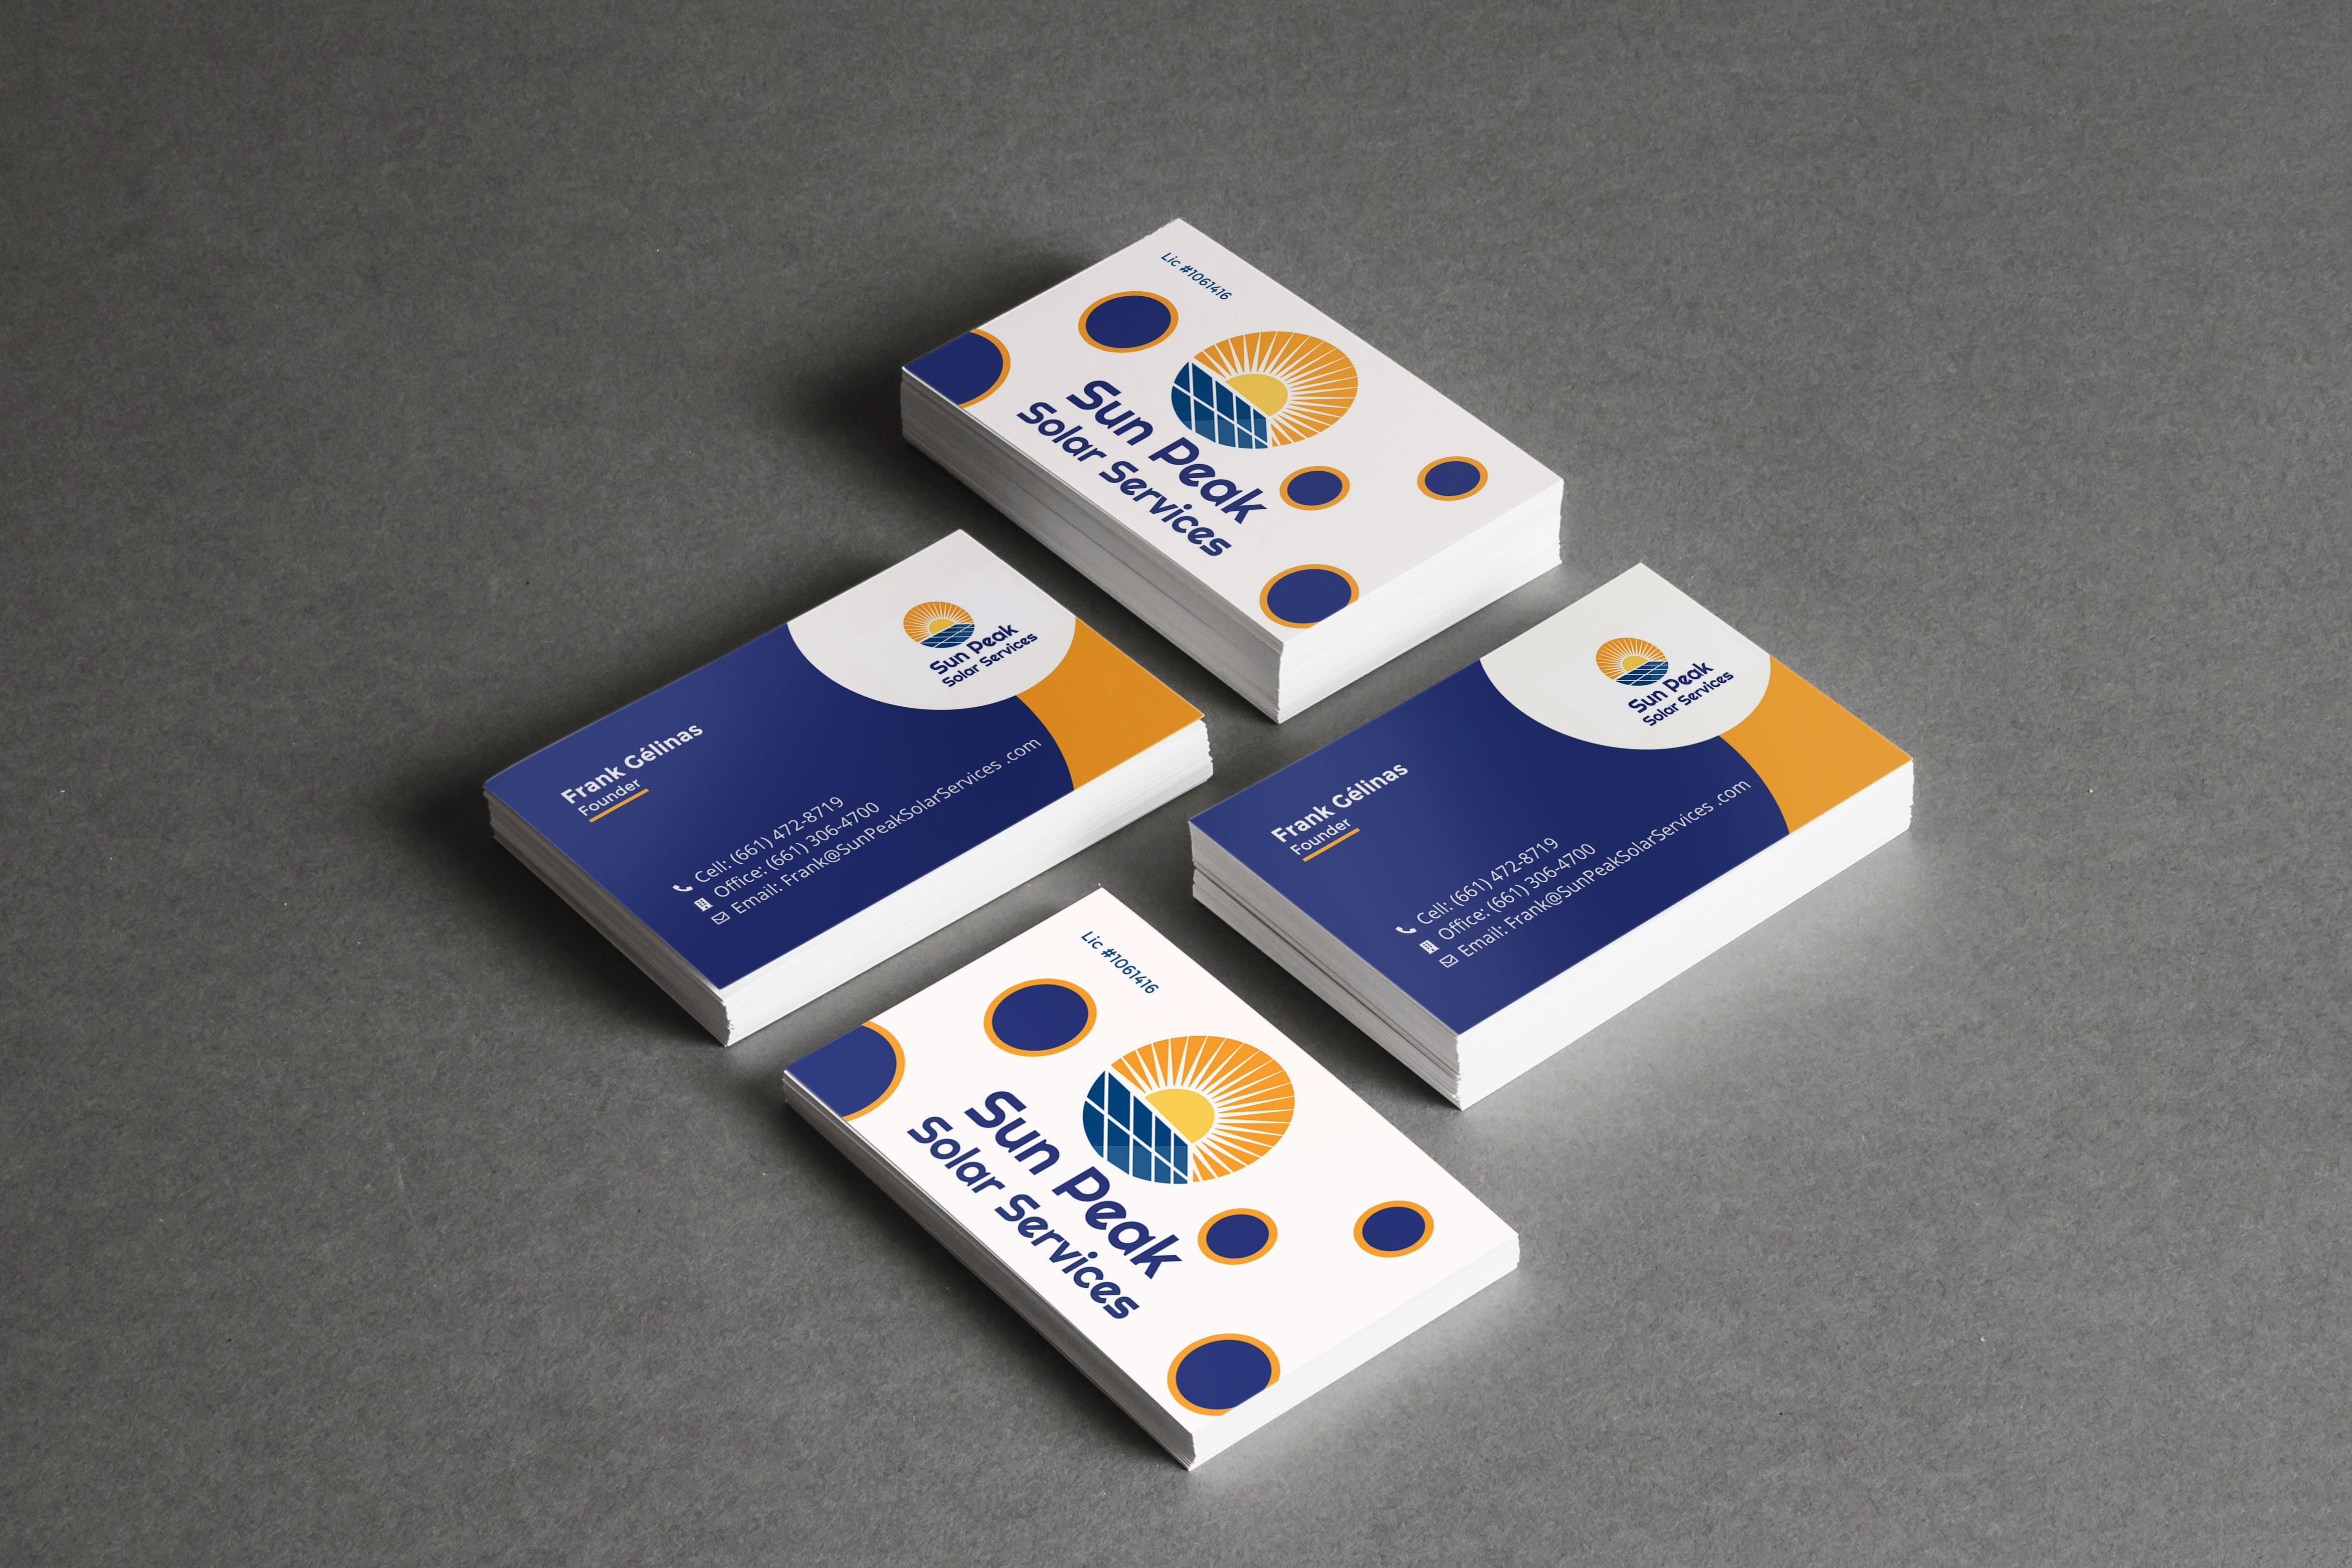 Lic #1061416
Sun Peak
Solar Services
Sun Peak
Solar Services
Frank Gélinas
Founder
Cell: (661) 472-8719
Office: (661) 306-4700
Email: Frank@SunPeakSolarServices .com
Sun Peak
Solar Services
Frank Gélinas
Founder
Cell: (661) 472-8719
Office: (661) 306-4700
Email: Frank@SunPeakSolarServices .com
Lic #1061416
Sun Peak
Solar Services